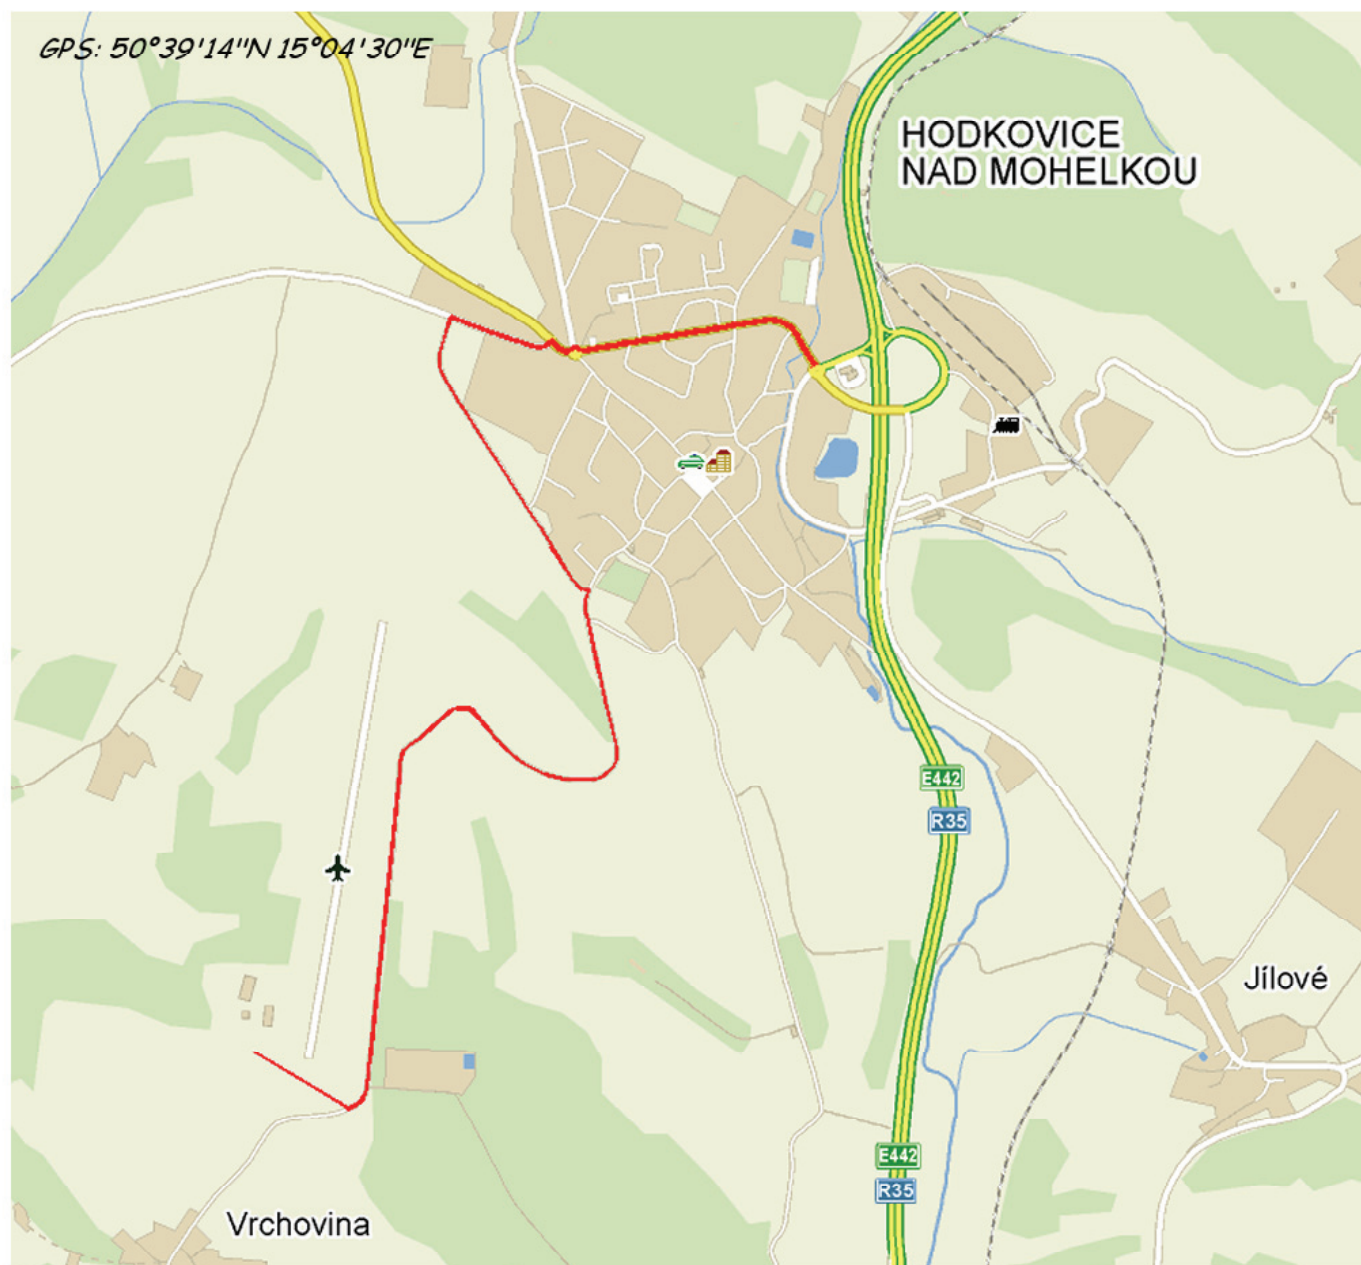 GPS: 50°39'14"N 15°04'30"E
HODKOVICE
NAD MOHELKOU
E442
R35
Jílové
E442
R35
Vrchovina